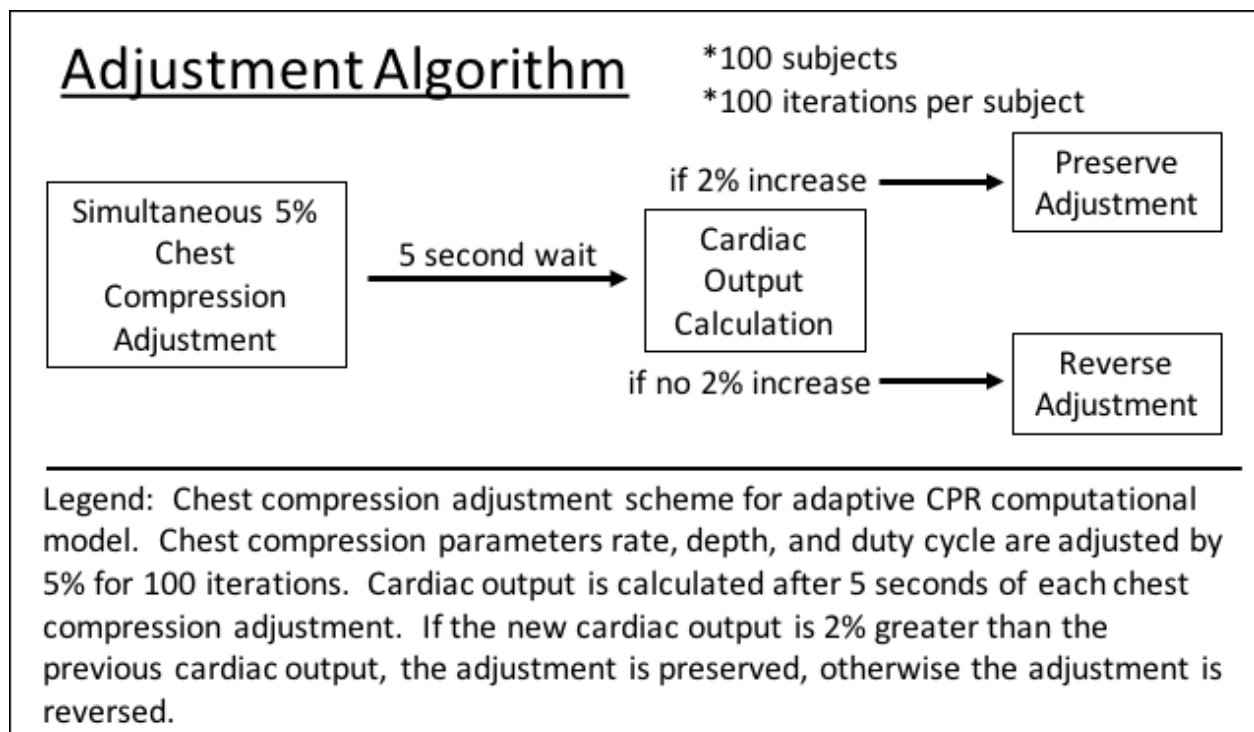 Adjustment Algorithm
*100 subjects
*100 iterations per subject
Simultaneous 5%
Chest
Compression
Adjustment
5 second wait
if 2% increase
Cardiac
Output
Calculation
if no 2% increase
Preserve
Adjustment
Reverse
Adjustment
Legend: Chest compression adjustment scheme for adaptive CPR computational
model. Chest compression parameters rate, depth, and duty cycle are adjusted by
5% for 100 iterations. Cardiac output is calculated after 5 seconds of each chest
compression adjustment. If the new cardiac output is 2% greater than the
previous cardiac output, the adjustment is preserved, otherwise the adjustment is
reversed.